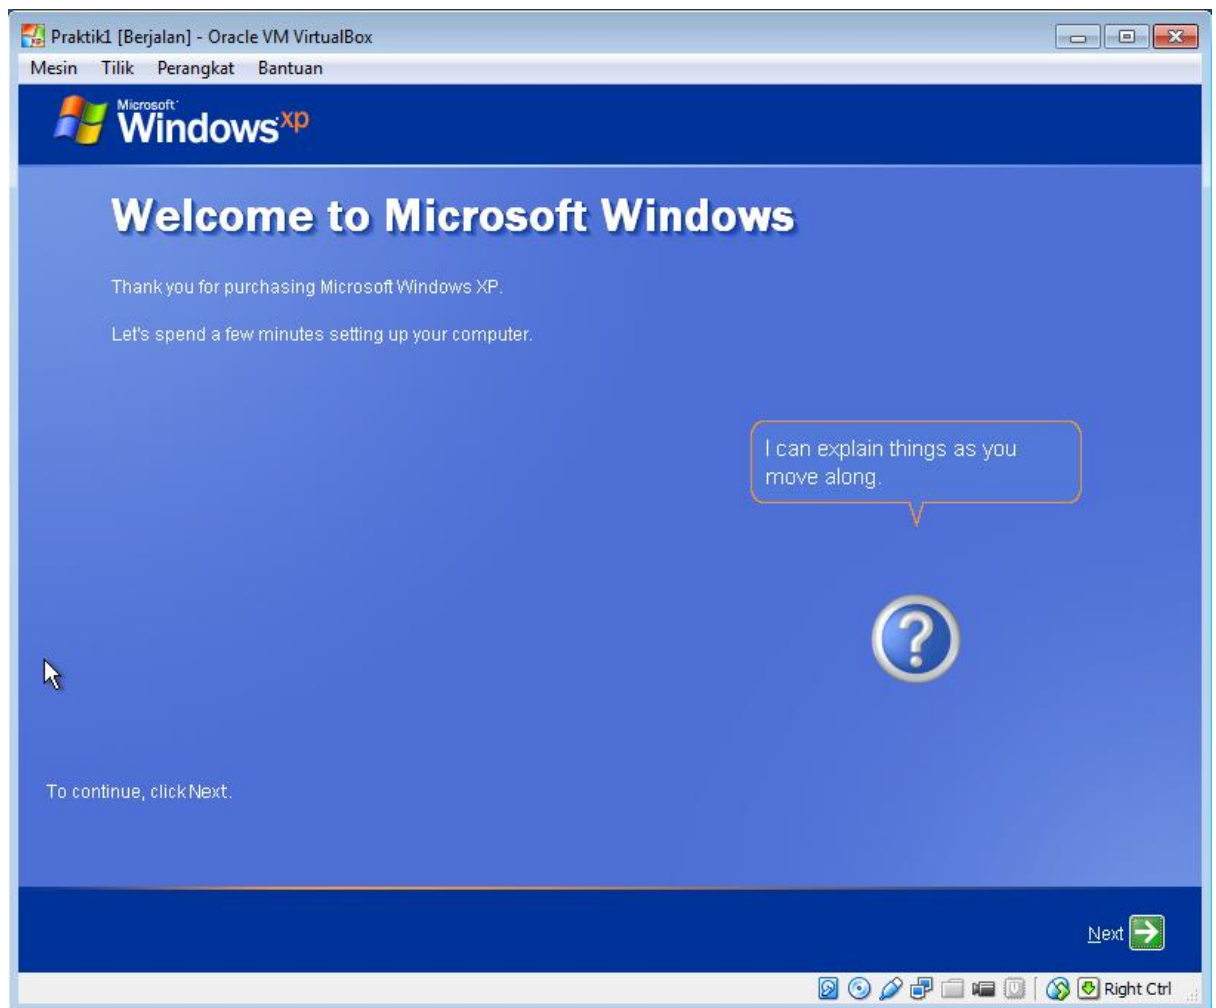 Praktik1 [Berjalan] - Oracle VM VirtualBox
Mesin Tilik Perangkat Bantuan
Microsoft
Windows xp
Welcome to Microsoft Windows
Thank you for purchasing Microsoft Windows XP.
Let's spend a few minutes setting up your computer.
I can explain things as you
move along.
?
To continue, click Next.
Next
Right Ctrl